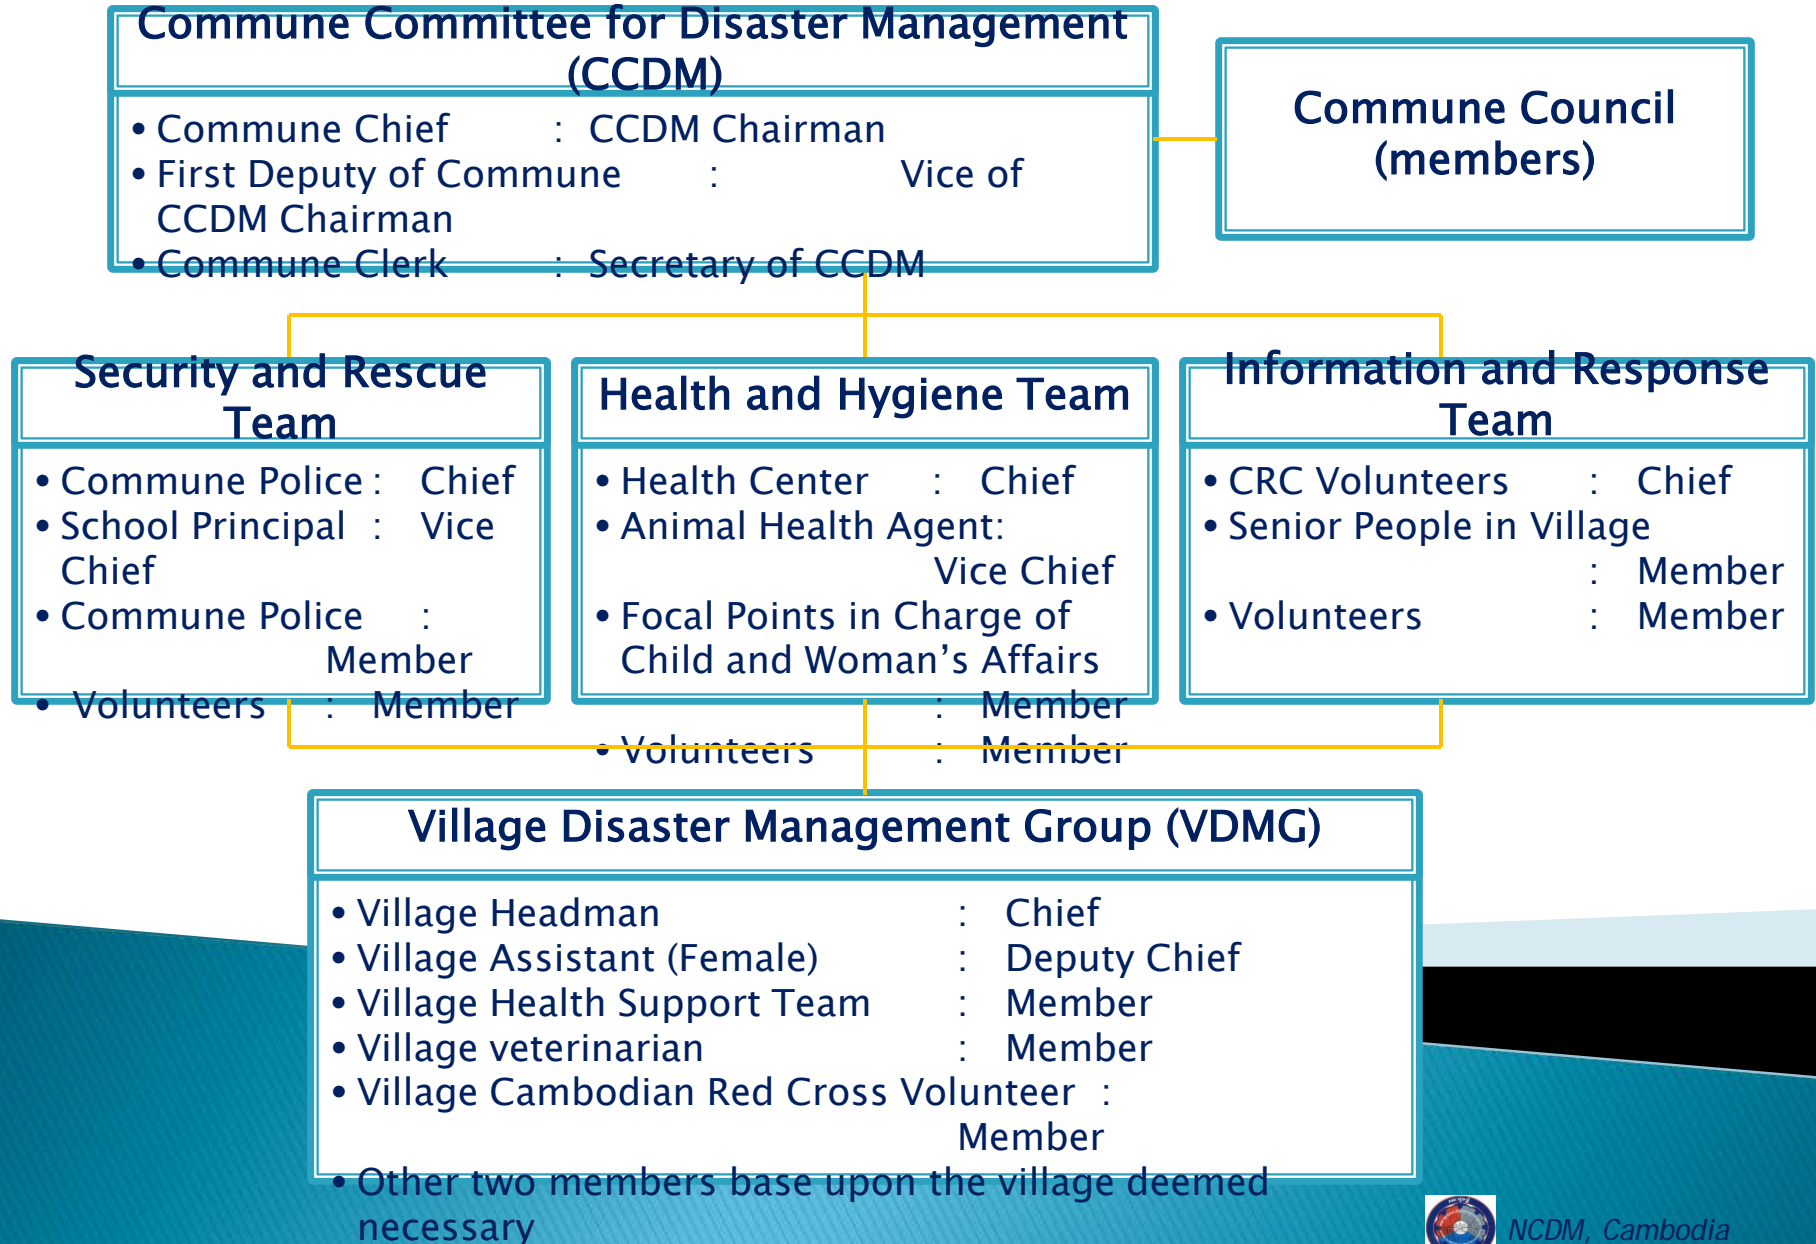 Commune Committee for Disaster Management
(CCDM)
• Commune Chief : CCDM Chairman
• First Deputy of Commune : Vice of
CCDM Chairman
• Commune Clerk : Secretary of CCDM
Commune Council
(members)
Security and Rescue
Team
• Commune Police : Chief
• School Principal : Vice
Chief
• Commune Police :
Member
• Volunteers : Member
Health and Hygiene Team
• Health Center : Chief
• Animal Health Agent:
Vice Chief
• Focal Points in Charge of
Child and Woman’s Affairs
: Member
• Volunteers : Member
Information and Response
Team
• CRC Volunteers : Chief
• Senior People in Village
: Member
• Volunteers : Member
Village Disaster Management Group (VDMG)
• Village Headman : Chief
• Village Assistant (Female) : Deputy Chief
• Village Health Support Team : Member
• Village veterinarian : Member
• Village Cambodian Red Cross Volunteer :
Member
• Other two members base upon the village deemed
necessary
NCDM, Cambodia